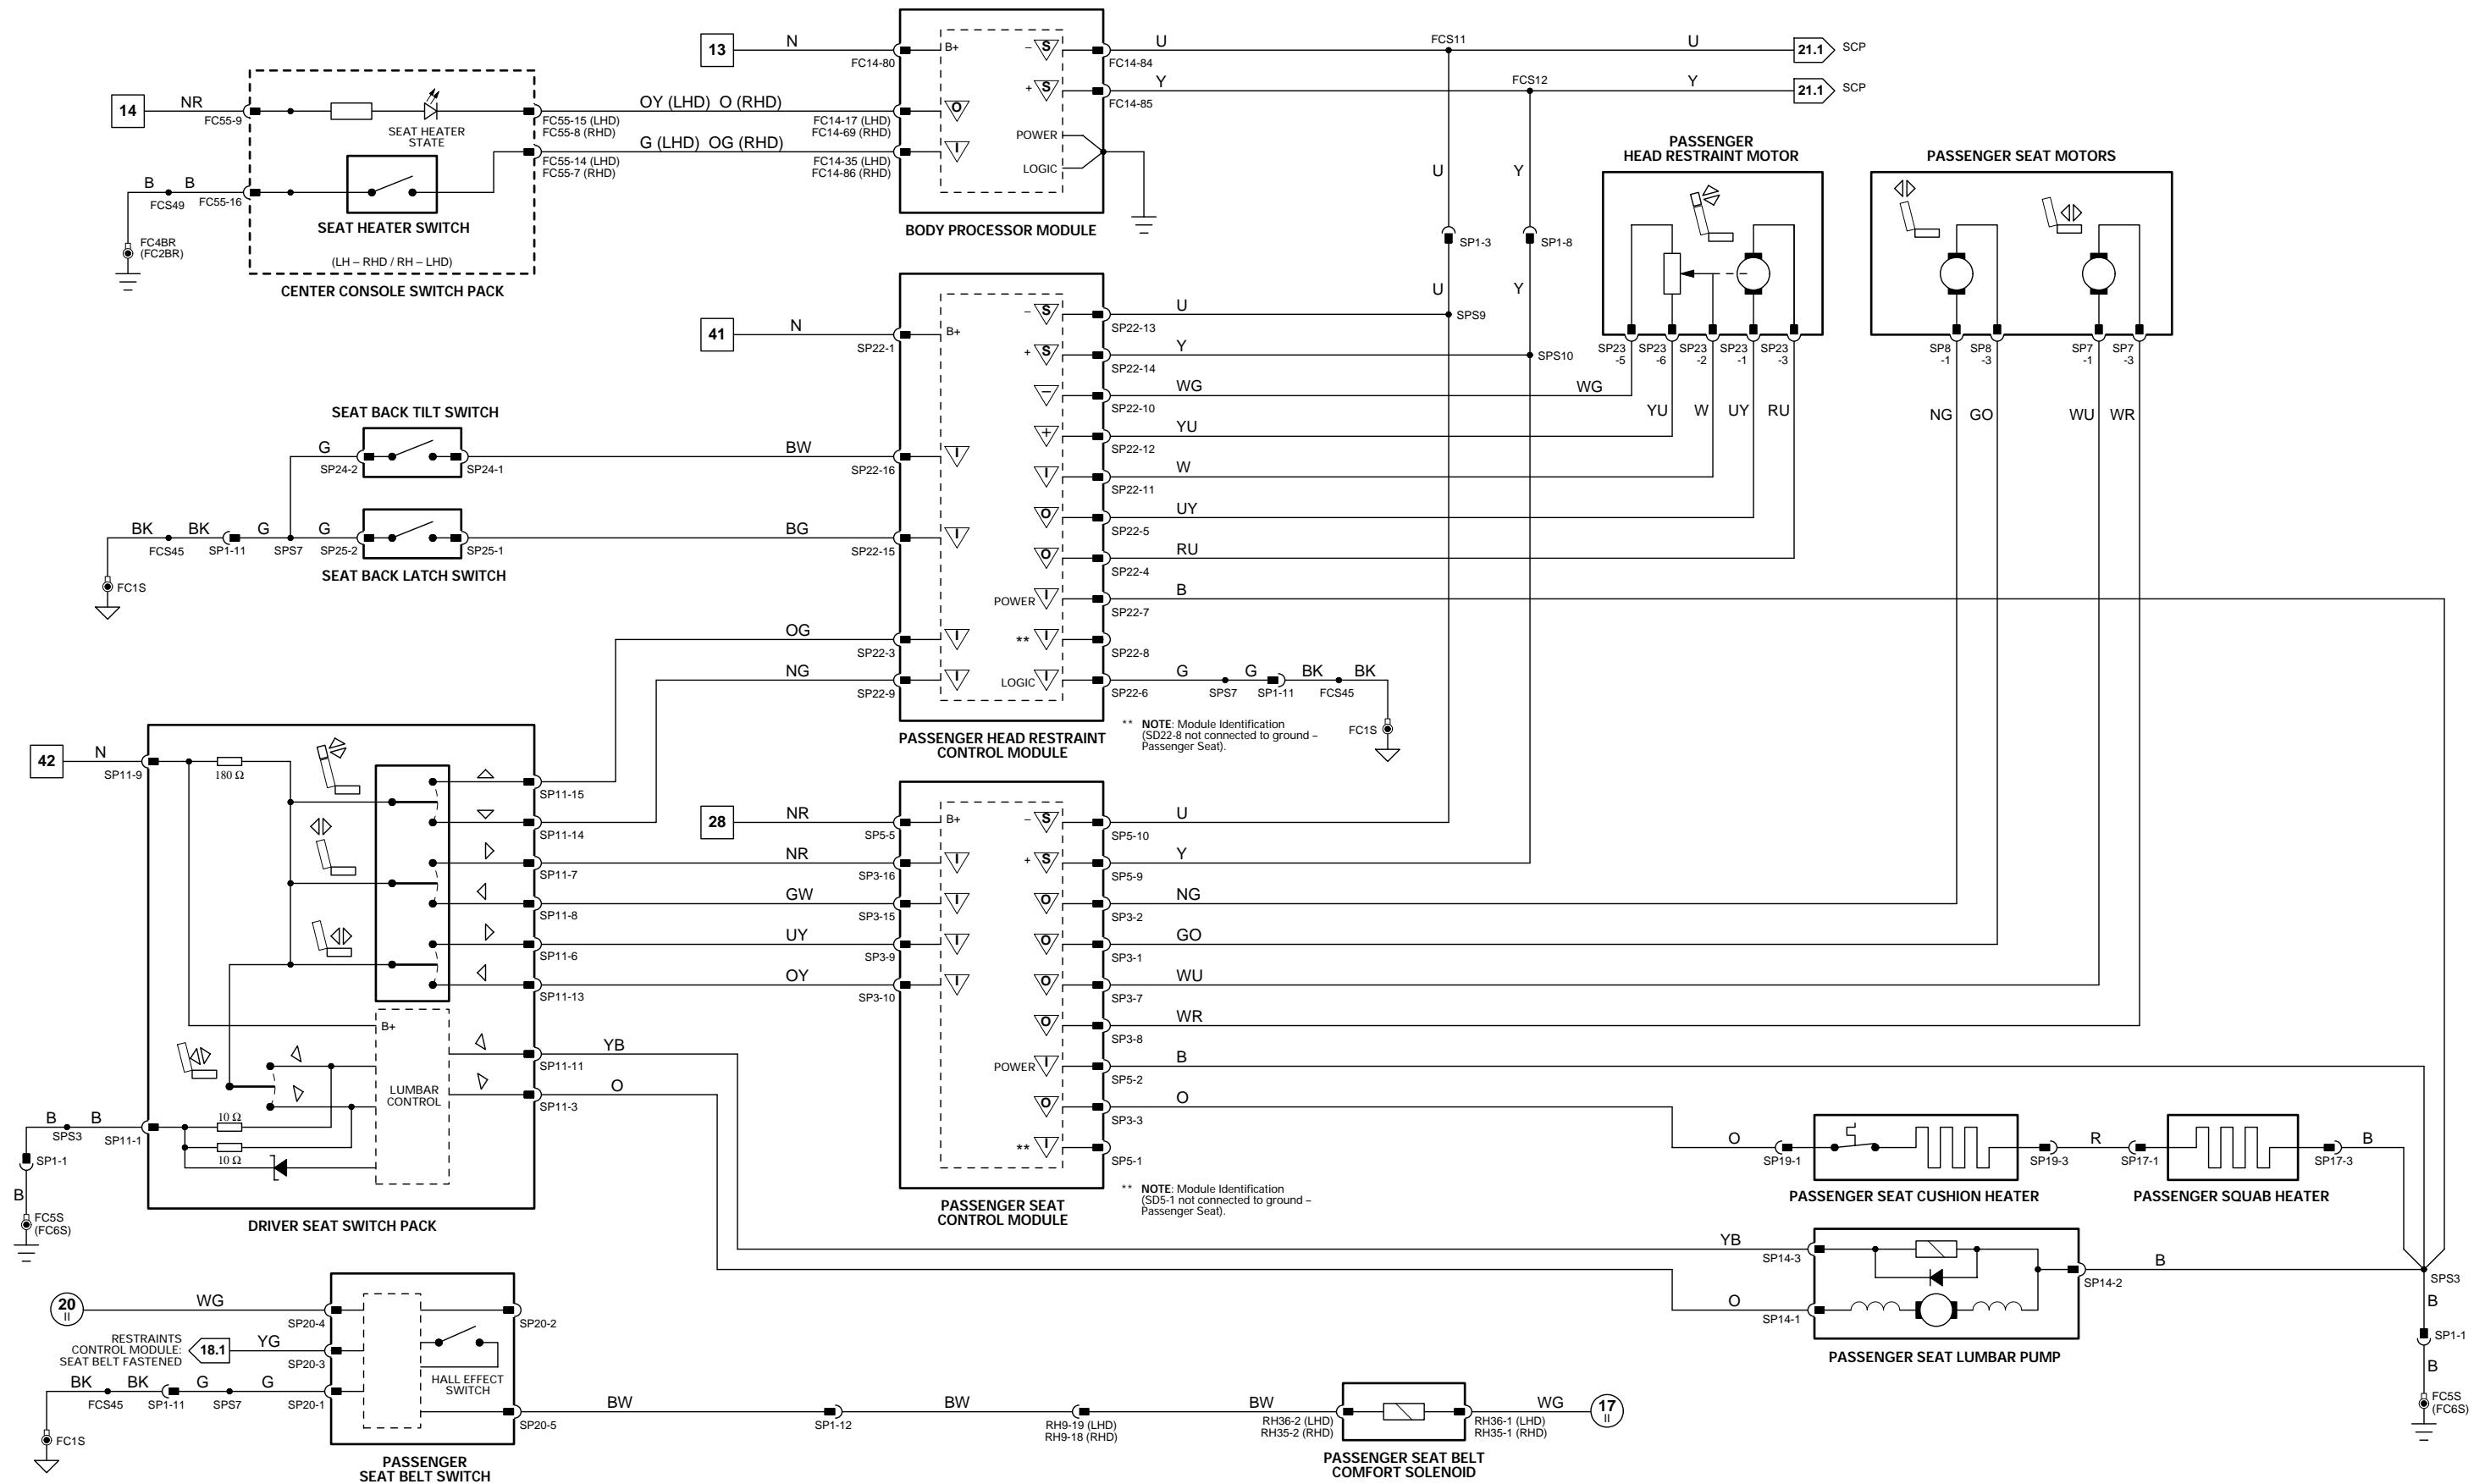 13
N
FC14-80
B+
– S
FC14-84
U
FCS11
U
21.1
SCP
+ S
FC14-85
Y
FCS12
Y
21.1
SCP
14
NR
FC55-9
SEAT HEATER
STATE
FC55-15 (LHD)
FC55-8 (RHD)
OY (LHD) O (RHD)
FC14-17 (LHD)
FC14-69 (RHD)
O
G (LHD) OG (RHD)
FC55-14 (LHD)
FC55-7 (RHD)
FC14-35 (LHD)
FC14-86 (RHD)
I
POWER
LOGIC
B
B
FCS49
FC55-16
FC4BR
(FC2BR)
SEAT HEATER SWITCH
(LH – RHD / RH – LHD)
CENTER CONSOLE SWITCH PACK
BODY PROCESSOR MODULE
U
Y
SP1-3
SP1-8
U
Y
PASSENGER
HEAD RESTRAINT MOTOR
PASSENGER SEAT MOTORS
SP23
-5
SP23
-6
SP23
-2
SP23
-1
SP23
-3
SP8
-1
SP8
-3
SP7
-1
SP7
-3
WG
YU
W
UY
RU
NG
GO
WU
WR
41
N
SP22-1
B+
– S
SP22-13
U
SPS9
+ S
SP22-14
Y
SPS10
–
SP22-10
WG
+
SP22-12
YU
I
SP22-11
W
O
SP22-5
UY
O
SP22-4
RU
POWER I
SP22-7
B
** I
SP22-8
LOGIC I
SP22-6
G
SPS7
G
SP1-11
BK
FCS45
BK
FC1S
SEAT BACK TILT SWITCH
G
SP24-2
SP24-1
BW
SP22-16
I
BK
FCS45
BK
SP1-11
G
SPS7
G
SP25-2
SP25-1
BG
SP22-15
I
SEAT BACK LATCH SWITCH
FC1S
OG
SP22-3
I
NG
SP22-9
I
PASSENGER HEAD RESTRAINT
CONTROL MODULE
** NOTE: Module Identification
(SD22-8 not connected to ground –
Passenger Seat).
42
N
SP11-9
180 Ω
SP11-15
SP11-14
SP11-7
SP11-8
SP11-6
SP11-13
B+
LUMBAR
CONTROL
SP11-11
YB
SP11-3
O
B
SPS3
B
SP11-1
10 Ω
10 Ω
SP1-1
B
FC5S
(FC6S)
DRIVER SEAT SWITCH PACK
28
NR
SP5-5
B+
NR
SP3-16
I
GW
SP3-15
I
UY
SP3-9
I
OY
SP3-10
I
– S
SP5-10
U
+ S
SP5-9
Y
O
SP3-2
NG
O
SP3-1
GO
O
SP3-7
WU
O
SP3-8
WR
POWER I
SP5-2
B
O
SP3-3
O
** I
SP5-1
PASSENGER SEAT
CONTROL MODULE
** NOTE: Module Identification
(SD5-1 not connected to ground –
Passenger Seat).
O
SP19-1
SP19-3
R
SP17-1
SP17-3
B
PASSENGER SEAT CUSHION HEATER
PASSENGER SQUAB HEATER
YB
SP14-3
O
SP14-1
SP14-2
B
SPS3
B
SP1-1
B
FC5S
(FC6S)
PASSENGER SEAT LUMBAR PUMP
20
II
WG
SP20-4
SP20-2
RESTRAINTS
CONTROL MODULE:
SEAT BELT FASTENED
18.1
YG
SP20-3
BK
FCS45
BK
SP1-11
G
SPS7
G
SP20-1
FC1S
HALL EFFECT
SWITCH
SP20-5
BW
SP1-12
BW
RH9-19 (LHD)
RH9-18 (RHD)
BW
RH36-2 (LHD)
RH35-2 (RHD)
RH36-1 (LHD)
RH35-1 (RHD)
WG
17
II
PASSENGER
SEAT BELT SWITCH
PASSENGER SEAT BELT
COMFORT SOLENOID